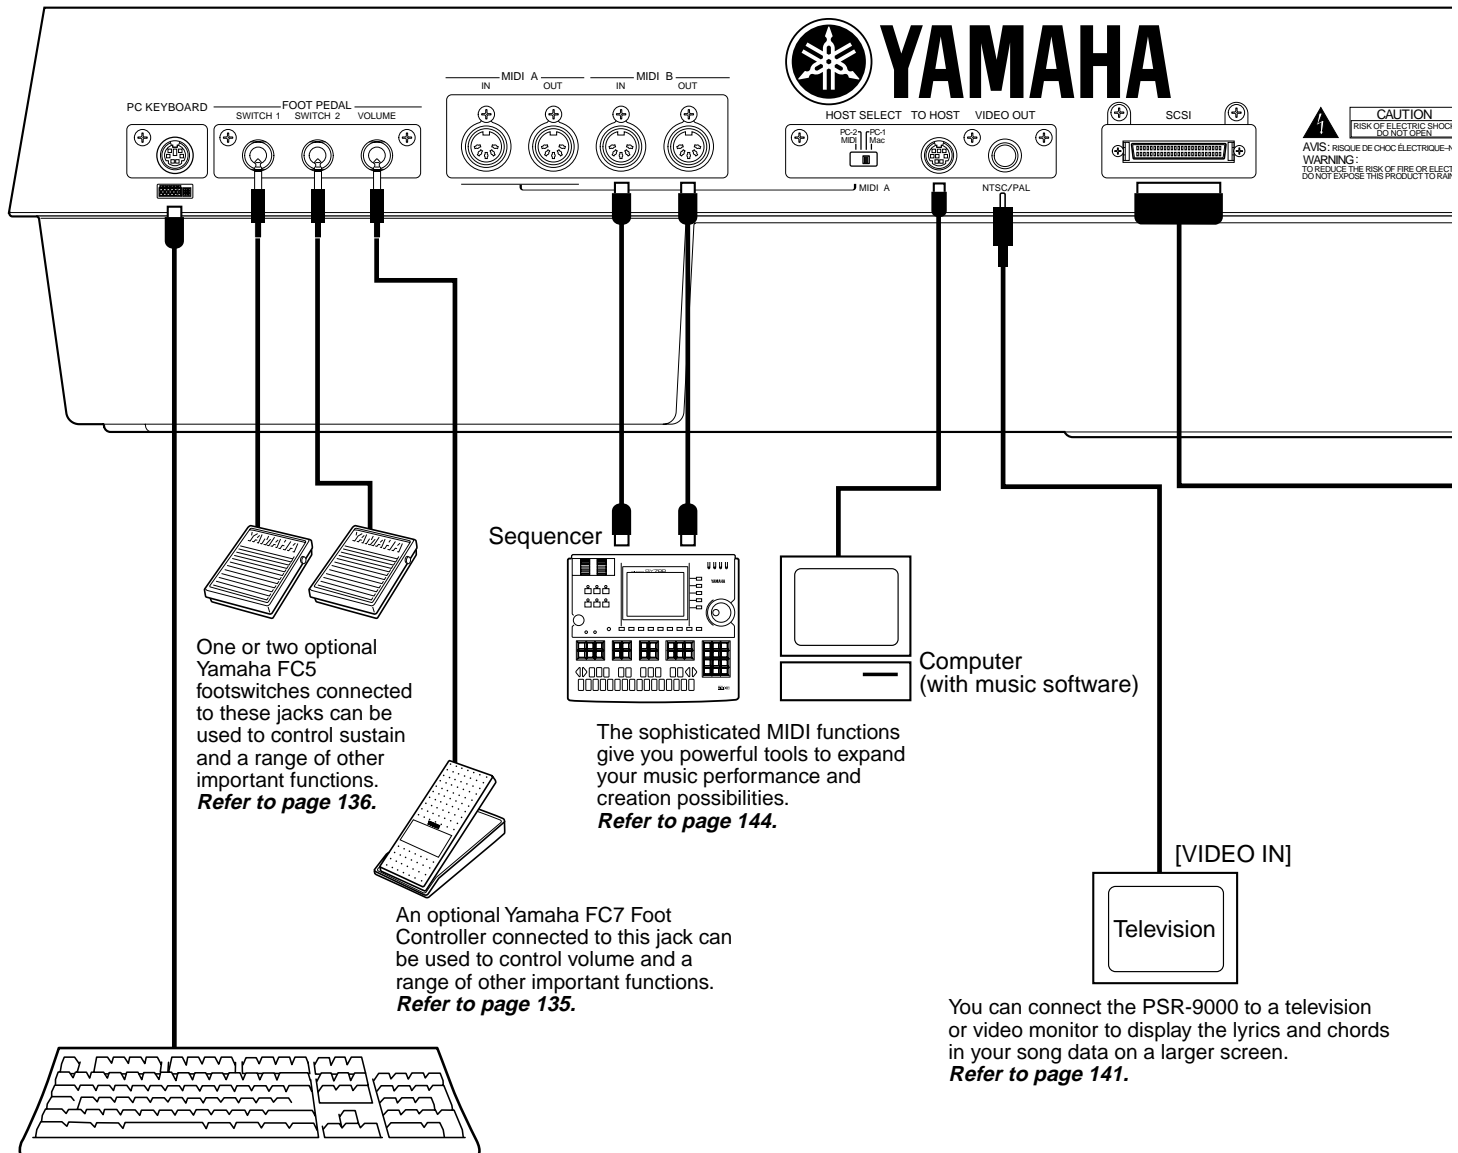 YAMAHA
MIDI A
MIDI B
IN
OUT
IN
OUT
PC KEYBOARD
FOOT PEDAL
SWITCH 1
SWITCH 2
VOLUME
HOST SELECT
TO HOST
VIDEO OUT
SCSI
PC-2
MIDI
PC-1
Mac
MIDI A
NTSC/PAL
CAUTION
RISK OF ELECTRIC SHOCK
DO NOT OPEN
AVIS: RISQUE DE CHOC ÉLECTRIQUE–N
WARNING :
TO REDUCE THE RISK OF FIRE OR ELECT
DO NOT EXPOSE THIS PRODUCT TO RAIN
Sequencer
YAMAHA
YAMAHA
YAMAHA
Computer
(with music software)
One or two optional
Yamaha FC5
footswitches connected
to these jacks can be
used to control sustain
and a range of other
important functions.
Refer to page 136.
The sophisticated MIDI functions
give you powerful tools to expand
your music performance and
creation possibilities.
Refer to page 144.
[VIDEO IN]
Television
An optional Yamaha FC7 Foot
Controller connected to this jack can
be used to control volume and a
range of other important functions.
Refer to page 135.
You can connect the PSR-9000 to a television
or video monitor to display the lyrics and chords
in your song data on a larger screen.
Refer to page 141.